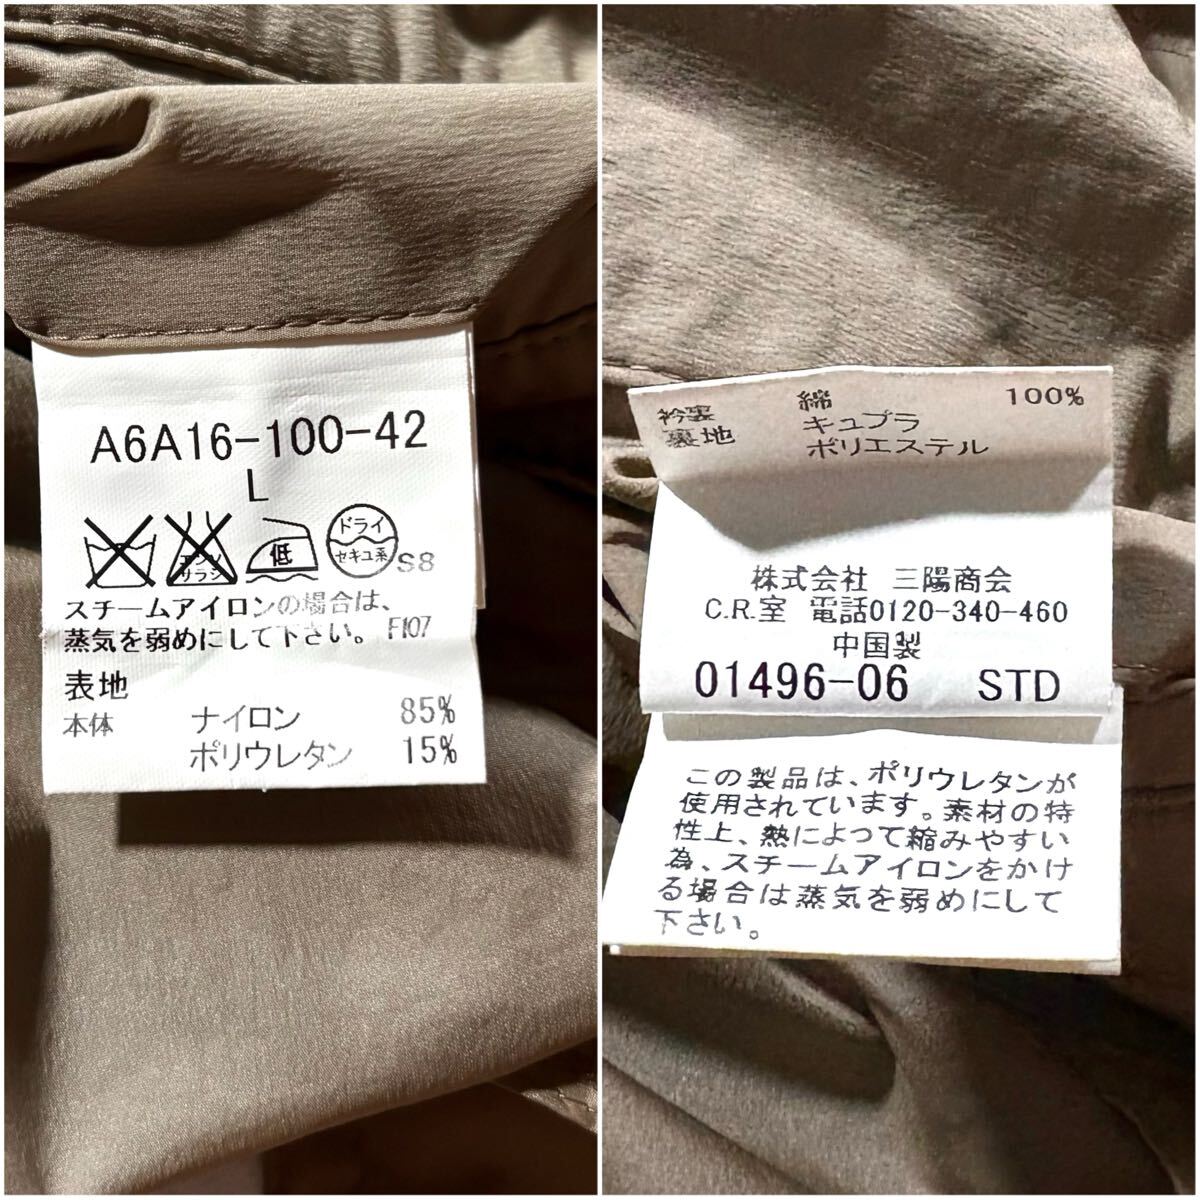 A6A16-100-42
L
エンソ
サラシ
低
ドライ
セキユ系
S8
スチームアイロンの場合は、
蒸気を弱めにして下さい。 F107
表地
本体 ナイロン 85%
ポリウレタン 15%
綿 100%
裏地 キュプラ
ポリエステル
株式会社 三陽商会
C.R.室 電話0120-340-460
中国製
01496-06 STD
この製品は、ポリウレタンが
使用されています。素材の特
性上、熱によって縮みやすい
為、スチームアイロンをかけ
る場合は蒸気を弱めにして
下さい。